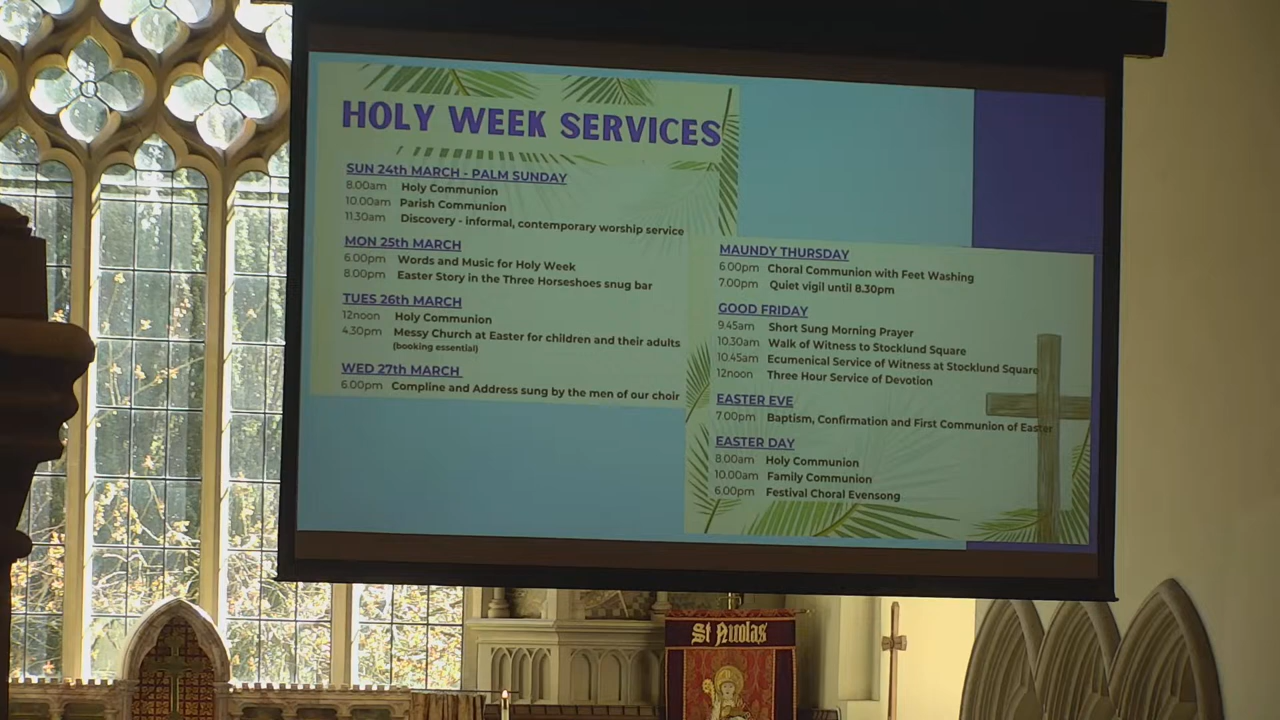 HOLY WEEK SERVICES
SUN 24th MARCH - PALM SUNDAY
8.00am Holy Communion
10.00am Parish Communion
11.30am Discovery - informal, contemporary worship service
MON 25th MARCH
6.00pm Words and Music for Holy Week
8.00pm Easter Story in the Three Horseshoes snug bar
TUES 26th MARCH
12noon Holy Communion
4.30pm Messy Church at Easter for children and their adults
(booking essential)
WED 27th MARCH
6.00pm Compline and Address sung by the men of our choir
MAUNDY THURSDAY
6.00pm Choral Communion with Feet Washing
7.00pm Quiet vigil until 8.30pm
GOOD FRIDAY
9.45am Short Sung Morning Prayer
10.30am Walk of Witness to Stocklund Square
10.45am Ecumenical Service of Witness at Stocklund Square
12noon Three Hour Service of Devotion
EASTER EVE
7.00pm Baptism, Confirmation and First Communion of Easter
EASTER DAY
8.00am Holy Communion
10.00am Family Communion
6.00pm Festival Choral Evensong
St Nicolas